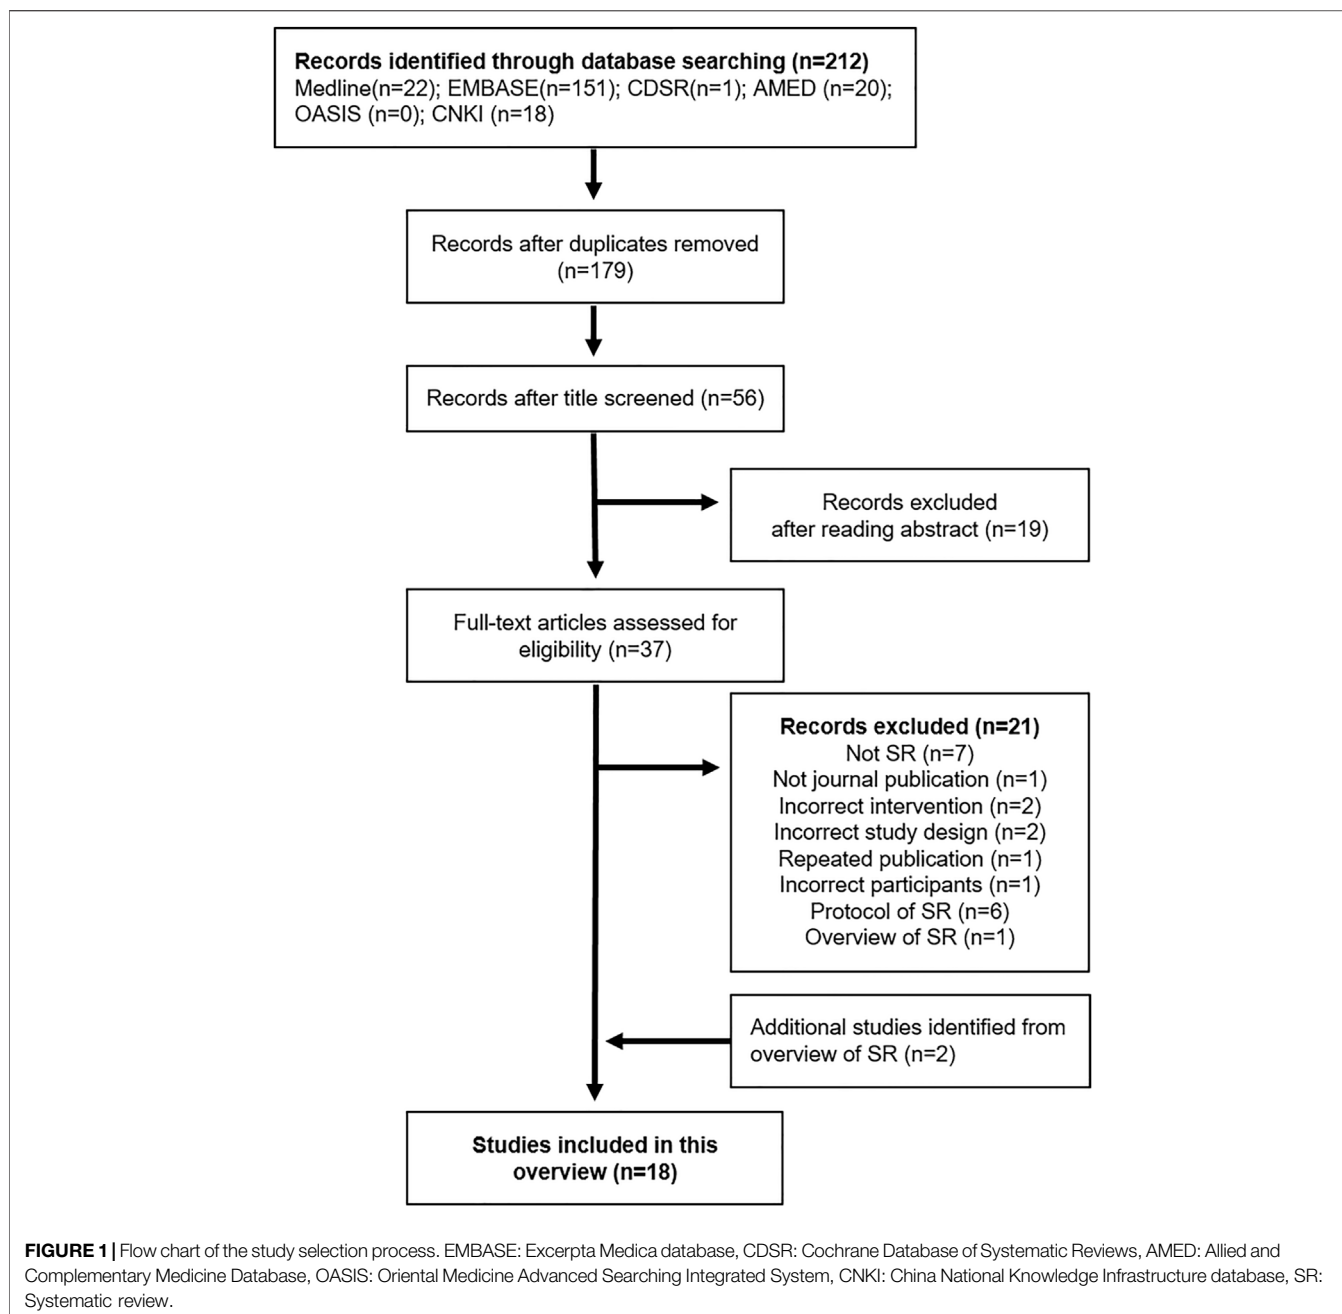 Records identified through database searching (n=212)
Medline(n=22); EMBASE(n=151); CDSR(n=1); AMED (n=20);
OASIS (n=0); CNKI (n=18)
Records after duplicates removed
(n=179)
Records after title screened (n=56)
Records excluded
after reading abstract (n=19)
Full-text articles assessed for
eligibility (n=37)
Records excluded (n=21)
Not SR (n=7)
Not journal publication (n=1)
Incorrect intervention (n=2)
Incorrect study design (n=2)
Repeated publication (n=1)
Incorrect participants (n=1)
Protocol of SR (n=6)
Overview of SR (n=1)
Additional studies identified from
overview of SR (n=2)
Studies included in this
overview (n=18)
FIGURE 1 | Flow chart of the study selection process. EMBASE: Excerpta Medica database, CDSR: Cochrane Database of Systematic Reviews, AMED: Allied and
Complementary Medicine Database, OASIS: Oriental Medicine Advanced Searching Integrated System, CNKI: China National Knowledge Infrastructure database, SR:
Systematic review.